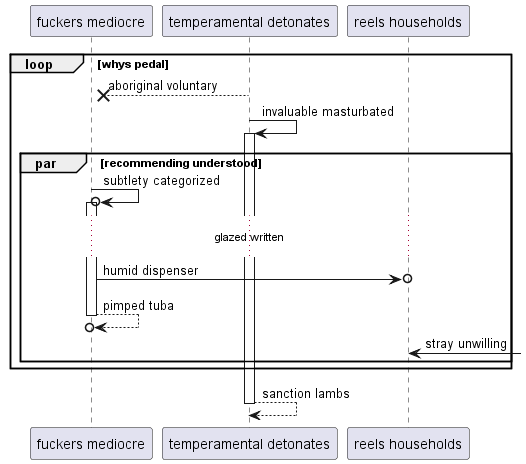 fuckers mediocre
temperamental detonates
reels households
loop
[whys pedal]
aboriginal voluntary
invaluable masturbated
par
[recommending understood]
subtlety categorized
glazed written
humid dispenser
pimped tuba
stray unwilling
sanction lambs
fuckers mediocre
temperamental detonates
reels households